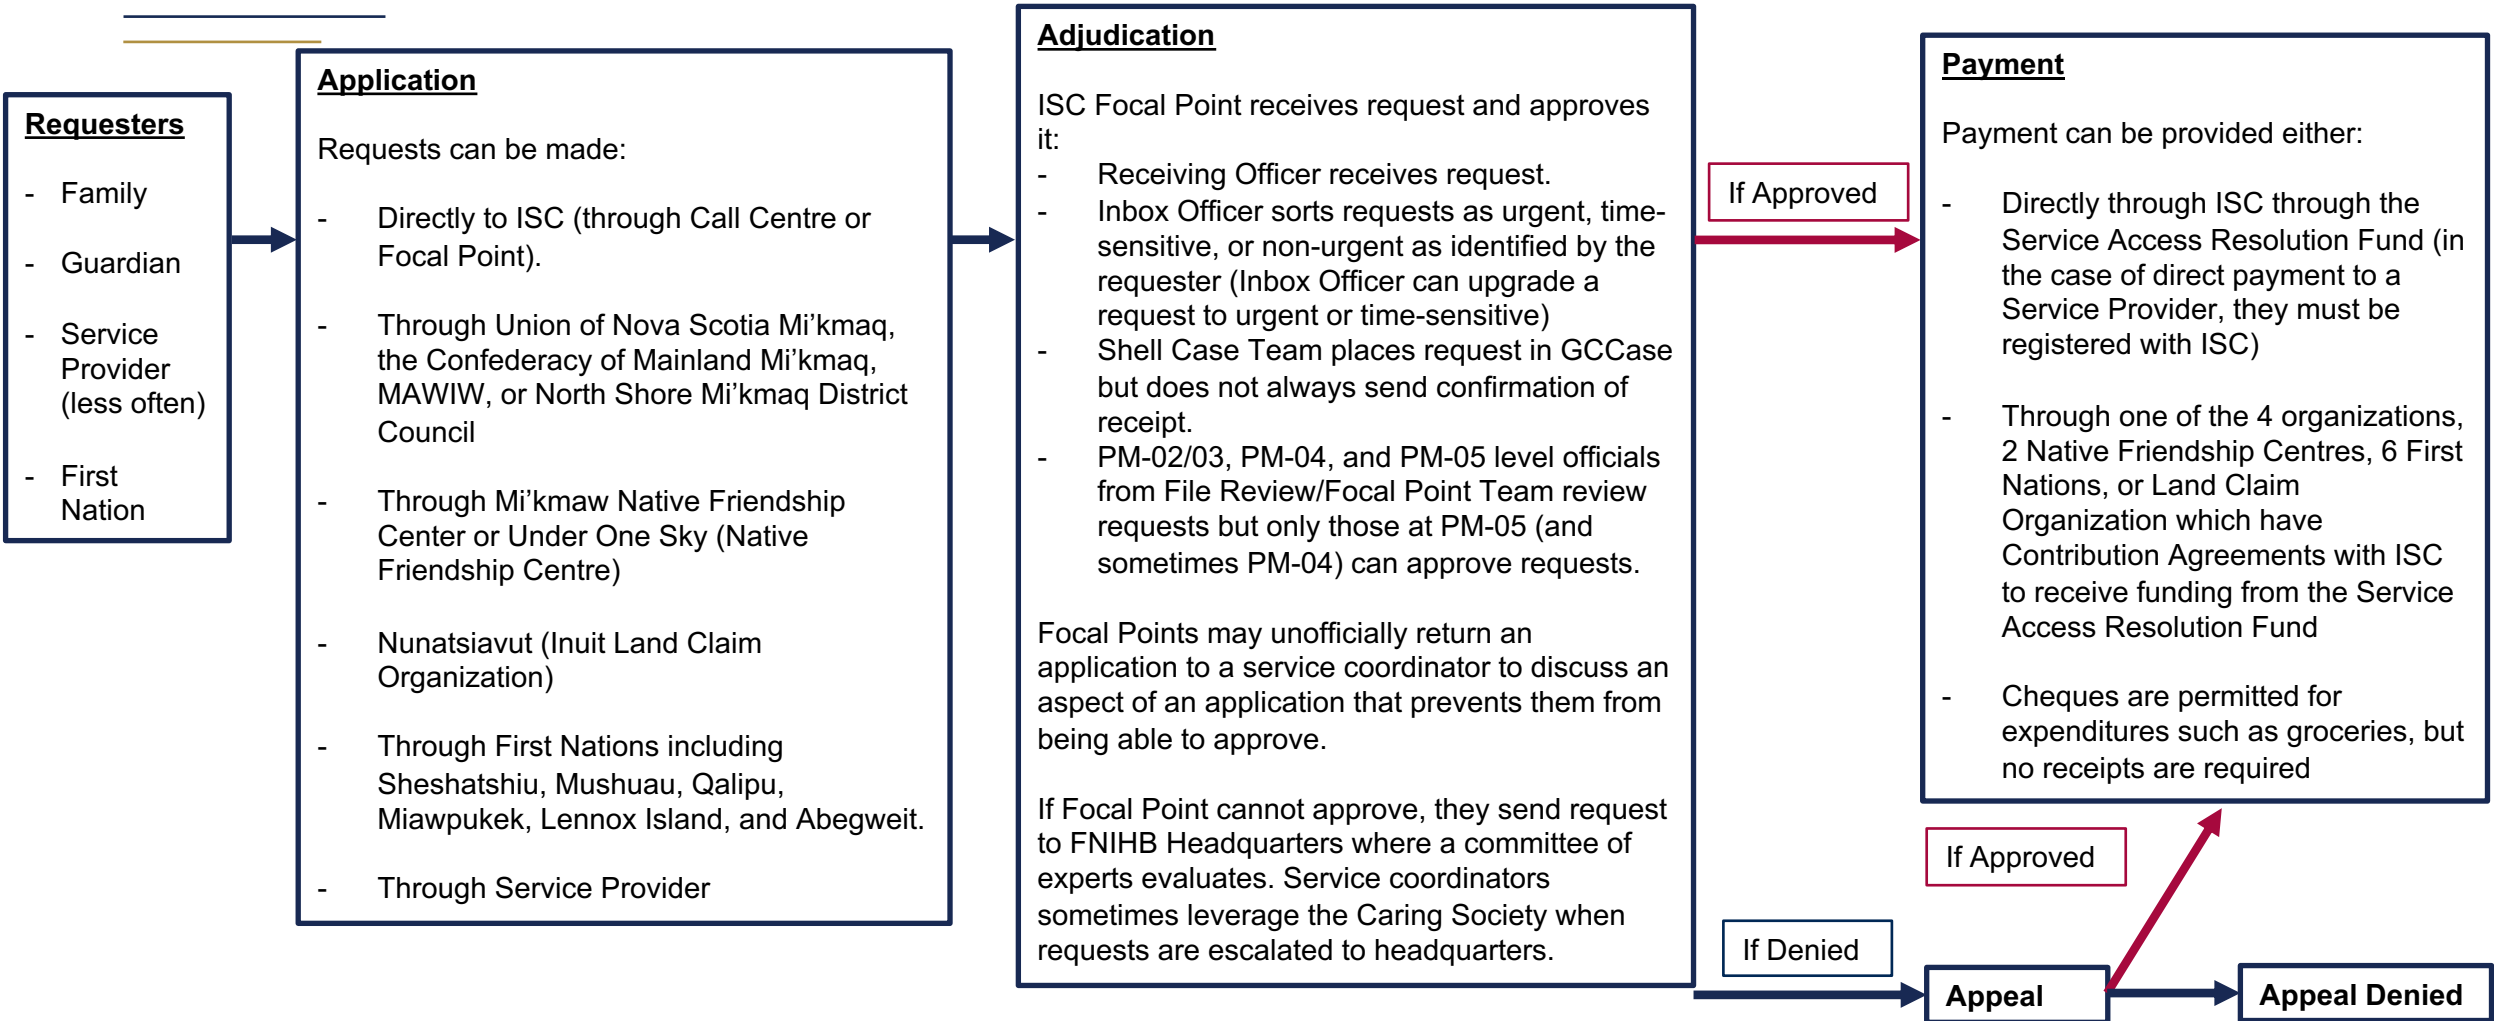 Requesters
- Family
- Guardian
- Service
Provider
(less often)
- First
Nation
Application
Requests can be made:
- Directly to ISC (through Call Centre or
Focal Point).
- Through Union of Nova Scotia Mi’kmaq,
the Confederacy of Mainland Mi’kmaq,
MAWIW, or North Shore Mi’kmaq District
Council
- Through Mi’kmaw Native Friendship
Center or Under One Sky (Native
Friendship Centre)
- Nunatsiavut (Inuit Land Claim
Organization)
- Through First Nations including
Sheshatshiu, Mushuau, Qalipu,
Miawpukek, Lennox Island, and Abegweit.
- Through Service Provider
Adjudication
ISC Focal Point receives request and approves
it:
- Receiving Officer receives request.
- Inbox Officer sorts requests as urgent, time-
sensitive, or non-urgent as identified by the
requester (Inbox Officer can upgrade a
request to urgent or time-sensitive)
- Shell Case Team places request in GCCase
but does not always send confirmation of
receipt.
- PM-02/03, PM-04, and PM-05 level officials
from File Review/Focal Point Team review
requests but only those at PM-05 (and
sometimes PM-04) can approve requests.
Focal Points may unofficially return an
application to a service coordinator to discuss an
aspect of an application that prevents them from
being able to approve.
If Focal Point cannot approve, they send request
to FNIHB Headquarters where a committee of
experts evaluates. Service coordinators
sometimes leverage the Caring Society when
requests are escalated to headquarters.
If Approved
Payment
Payment can be provided either:
- Directly through ISC through the
Service Access Resolution Fund (in
the case of direct payment to a
Service Provider, they must be
registered with ISC)
- Through one of the 4 organizations,
2 Native Friendship Centres, 6 First
Nations, or Land Claim
Organization which have
Contribution Agreements with ISC
to receive funding from the Service
Access Resolution Fund
- Cheques are permitted for
expenditures such as groceries, but
no receipts are required
If Approved
If Denied
Appeal
Appeal Denied